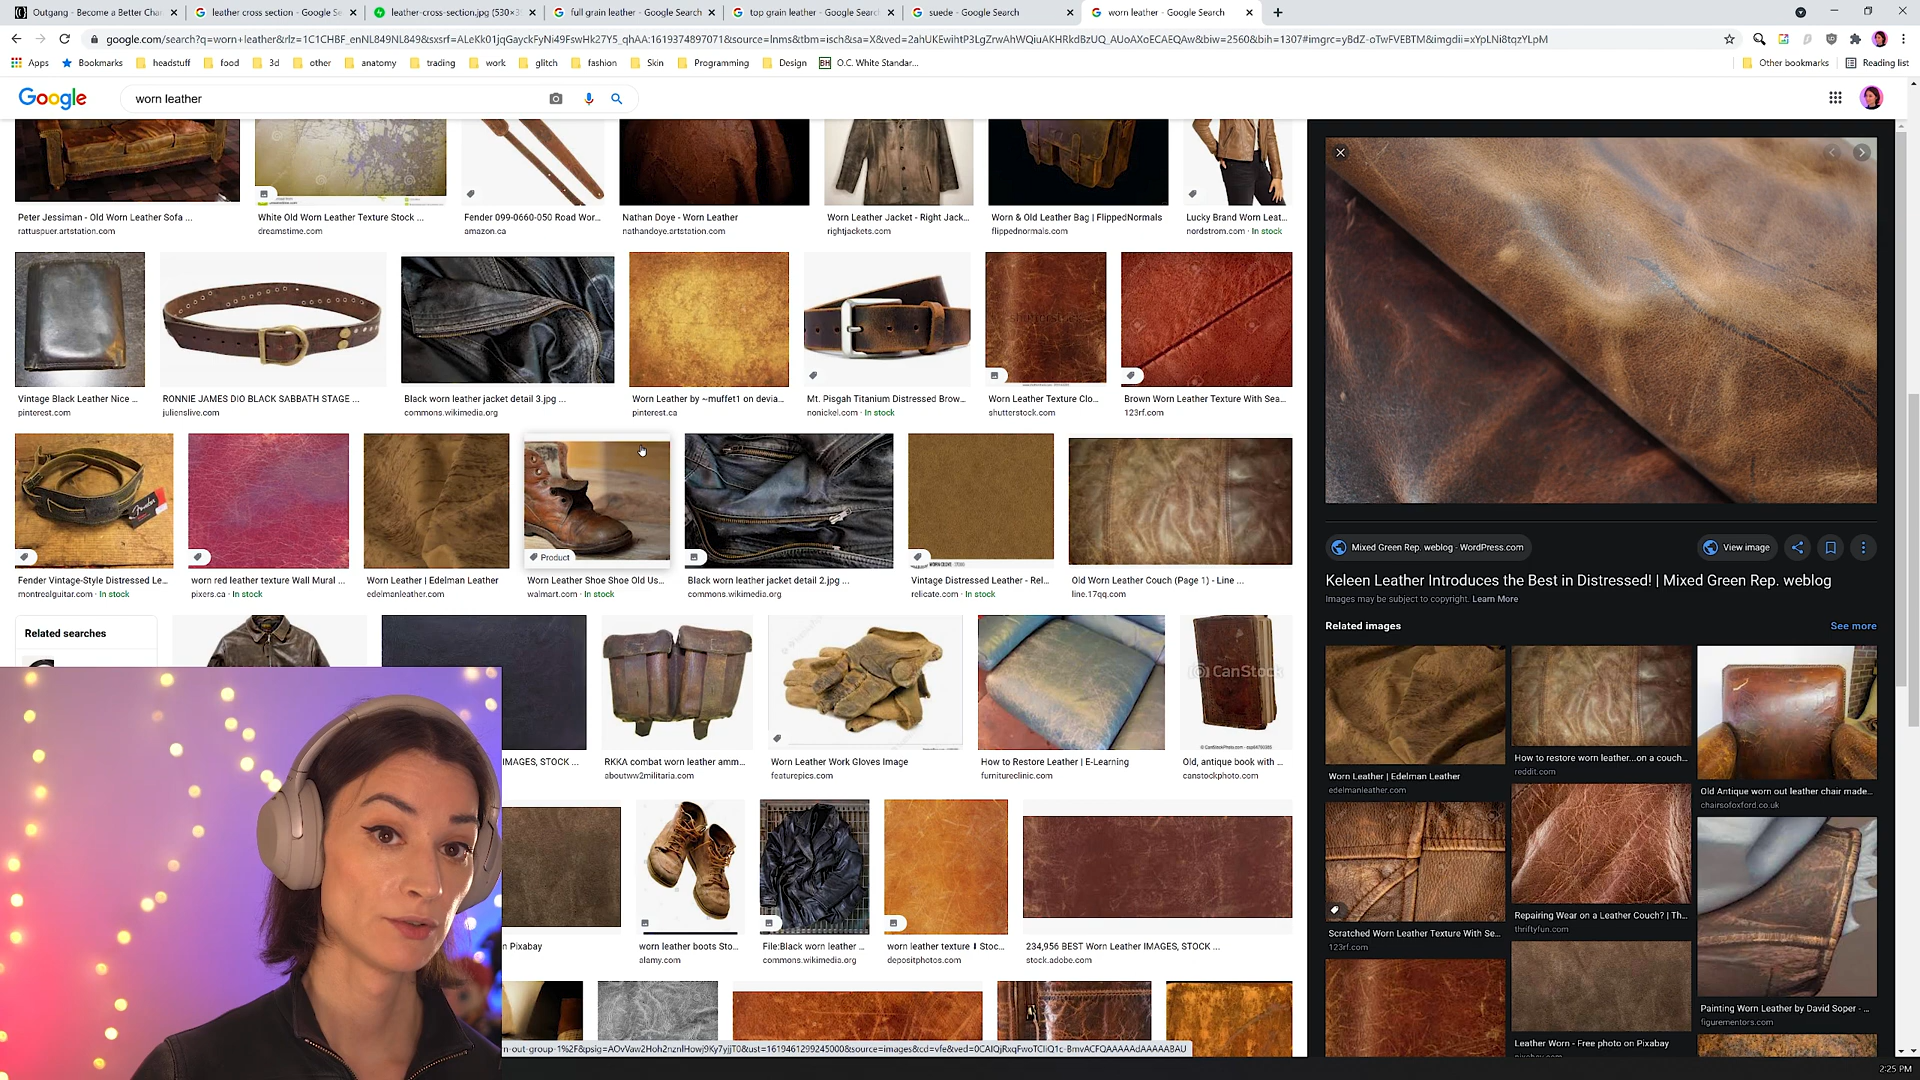 Outgang - Become a Better Cha
leather cross section - Google Se
leather-cross-section.jpg (530×3
full grain leather - Google Search
top grain leather - Google Search
suede - Google Search
worn leather - Google Search
Apps
Bookmarks
headstuff
food
3d
other
anatomy
trading
work
glitch
fashion
Skin
Programming
Design
O.C. White Standar...
Other bookmarks
Reading list
Google
worn leather
Peter Jessiman - Old Worn Leather Sofa ...
rattuspuer.artstation.com
White Old Worn Leather Texture Stock ...
dreamstime.com
Fender 099-0660-050 Road Wor...
amazon.ca
Nathan Doye - Worn Leather
nathandoye.artstation.com
Worn Leather Jacket - Right Jack...
rightjackets.com
Worn & Old Leather Bag | FlippedNormals
flippednormals.com
Lucky Brand Worn Leat...
nordstrom.com · In stock
Vintage Black Leather Nice ...
pinterest.com
RONNIE JAMES DIO BLACK SABBATH STAGE ...
julienslive.com
Black worn leather jacket detail 3.jpg ...
commons.wikimedia.org
Worn Leather by ~muffet1 on devia...
pinterest.ca
Mt. Pisgah Titanium Distressed Brow...
nonickel.com · In stock
Worn Leather Texture Clo...
shutterstock.com
Brown Worn Leather Texture With Sea...
123rf.com
Fender Vintage-Style Distressed Le...
montrealguitar.com · In stock
worn red leather texture Wall Mural ...
pixers.ca · In stock
Worn Leather | Edelman Leather
edelmanleather.com
Product
Worn Leather Shoe Shoe Old Us...
walmart.com · In stock
Black worn leather jacket detail 2.jpg ...
commons.wikimedia.org
Vintage Distressed Leather - Rel...
relicate.com · In stock
Old Worn Leather Couch (Page 1) - Line ...
line.17qq.com
Related searches
IMAGES, STOCK ...
RKKA combat worn leather amm...
aboutww2militaria.com
Worn Leather Work Gloves Image
featurepics.com
How to Restore Leather | E-Learning
furnitureclinic.com
CanStock
Old, antique book with ...
canstockphoto.com
n Pixabay
worn leather boots Sto...
alamy.com
File:Black worn leather ...
commons.wikimedia.org
worn leather texture ⬇ Stoc...
depositphotos.com
234,956 BEST Worn Leather IMAGES, STOCK ...
stock.adobe.com
Mixed Green Rep. weblog - WordPress.com
View image
Keleen Leather Introduces the Best in Distressed! | Mixed Green Rep. weblog
Images may be subject to copyright. Learn More
Related images
See more
Worn Leather | Edelman Leather
edelmanleather.com
How to restore worn leather...on a couch...
reddit.com
Old Antique worn out leather chair made...
chairsofoxford.co.uk
Scratched Worn Leather Texture With Se...
123rf.com
Repairing Wear on a Leather Couch? | Th...
thriftyfun.com
Painting Worn Leather by David Soper - ...
figurementors.com
Leather Worn - Free photo on Pixabay
2:25 PM